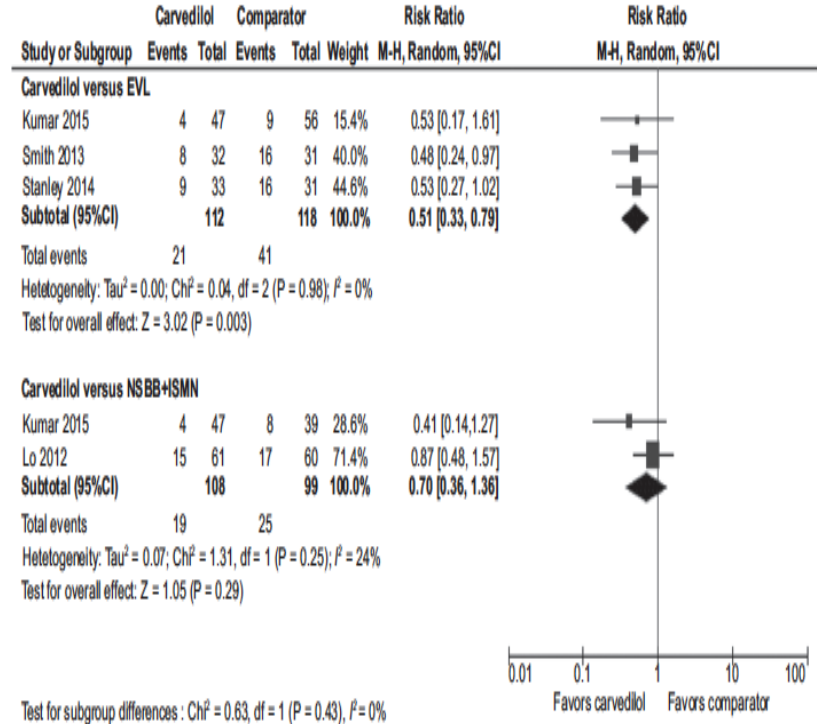 Carvedilol Comparator Risk Ratio Risk Ratio
Study or Subgroup Events Total Events Total Weight M-H, Random, 95%CI M-H, Random, 95%CI
Carvedilol versus EVL
Kumar 2015 4 47 9 56 15.4% 0.53 [0.17, 1.61]
Smith 2013 8 32 16 31 40.0% 0.48 [0.24, 0.97]
Stanley 2014 9 33 16 31 44.6% 0.53 [0.27, 1.02]
Subtotal (95%CI) 112 118 100.0% 0.51 [0.33, 0.79]
Total events 21 41
Hetetogeneity: Tau² = 0.00; Chi² = 0.04, df = 2 (P = 0.98); I² = 0%
Test for overall effect: Z = 3.02 (P = 0.003)
Carvedilol versus NSBB+ISMN
Kumar 2015 4 47 8 39 28.6% 0.41 [0.14,1.27]
Lo 2012 15 61 17 60 71.4% 0.87 [0.48, 1.57]
Subtotal (95%CI) 108 99 100.0% 0.70 [0.36, 1.36]
Total events 19 25
Hetetogeneity: Tau² = 0.07; Chi² = 1.31, df = 1 (P = 0.25); I² = 24%
Test for overall effect: Z = 1.05 (P = 0.29)
0.01 0.1 1 10 100
Favors carvedilol Favors comparator
Test for subgroup differences : Chi² = 0.63, df = 1 (P = 0.43), I² = 0%